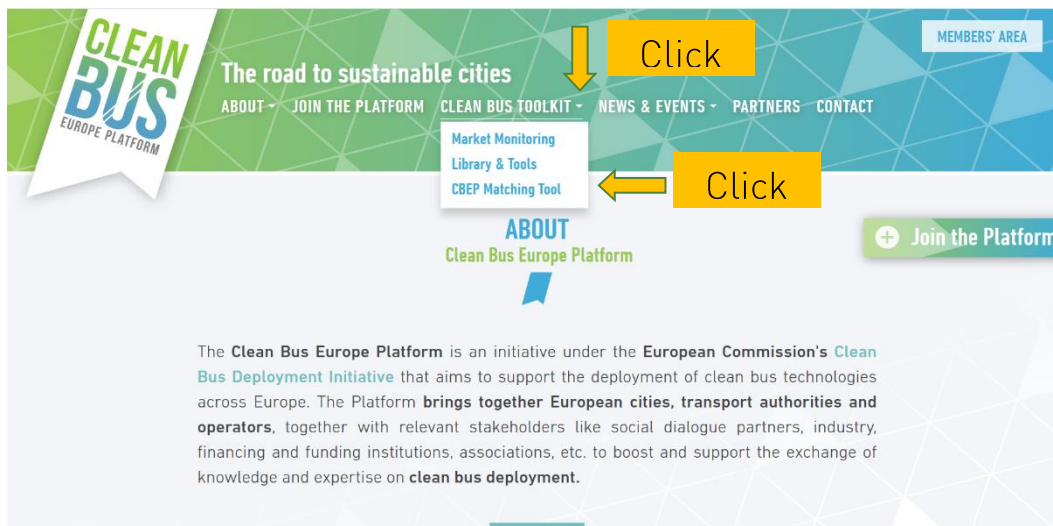 CLEAN
BUS
EUROPE PLATFORM
MEMBERS' AREA
Click
The road to sustainable cities
ABOUT JOIN THE PLATFORM CLEAN BUS TOOLKIT NEWS & EVENTS PARTNERS CONTACT
Market Monitoring
Library & Tools
CBEP Matching Tool
Click
ABOUT
Clean Bus Europe Platform
+ Join the Platform
The Clean Bus Europe Platform is an initiative under the European Commission's Clean
Bus Deployment Initiative that aims to support the deployment of clean bus technologies
across Europe. The Platform brings together European cities, transport authorities and
operators, together with relevant stakeholders like social dialogue partners, industry,
financing and funding institutions, associations, etc. to boost and support the exchange of
knowledge and expertise on clean bus deployment.